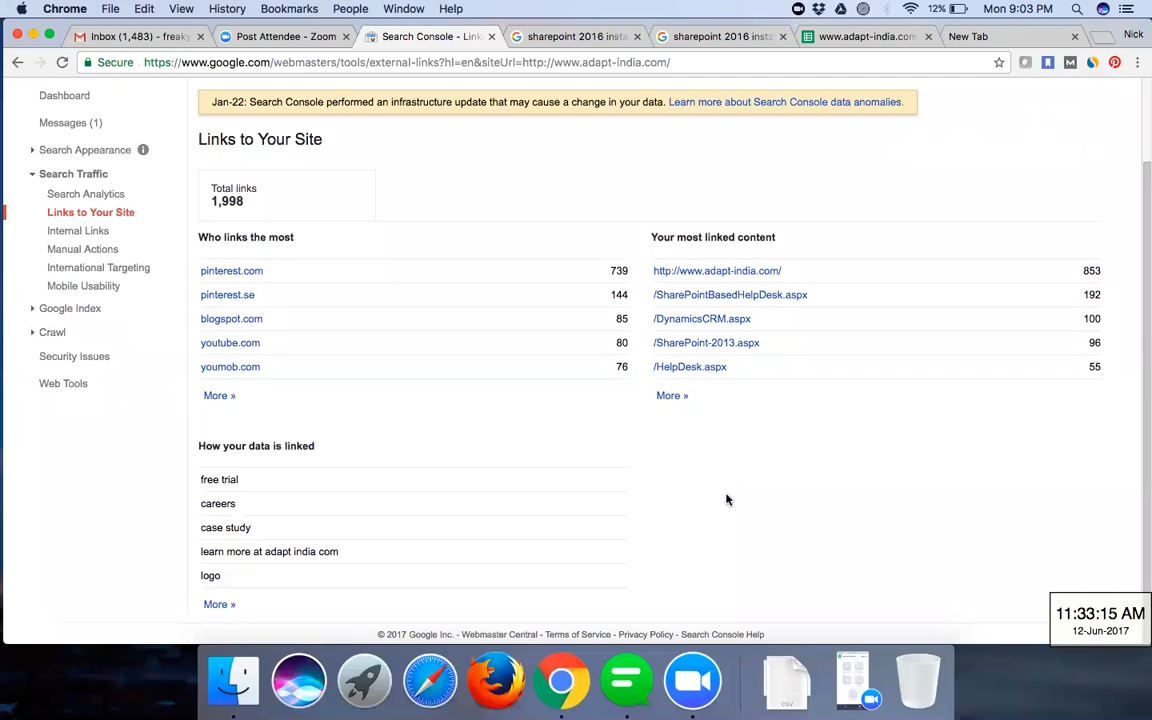 Chrome File Edit View History Bookmarks People Window Help 12% Mon 9:03 PM
Inbox (1,483) - freaky Post Attendee - Zoom Search Console - Link sharepoint 2016 insta sharepoint 2016 insta www.adapt-india.com New Tab Nick
Secure https://www.google.com/webmasters/tools/external-links?hl=en&siteUrl=http://www.adapt-india.com/
Dashboard
Messages (1)
Search Appearance
Search Traffic
Search Analytics
Links to Your Site
Internal Links
Manual Actions
International Targeting
Mobile Usability
Google Index
Crawl
Security Issues
Web Tools
Jan-22: Search Console performed an infrastructure update that may cause a change in your data. Learn more about Search Console data anomalies.
Links to Your Site
Total links
1,998
Who links the most
pinterest.com 739
pinterest.se 144
blogspot.com 85
youtube.com 80
youmob.com 76
More »
Your most linked content
http://www.adapt-india.com/ 853
/SharePointBasedHelpDesk.aspx 192
/DynamicsCRM.aspx 100
/SharePoint-2013.aspx 96
/HelpDesk.aspx 55
More »
How your data is linked
free trial
careers
case study
learn more at adapt india com
logo
More »
© 2017 Google Inc. - Webmaster Central - Terms of Service - Privacy Policy - Search Console Help
11:33:15 AM
12-Jun-2017
CSV